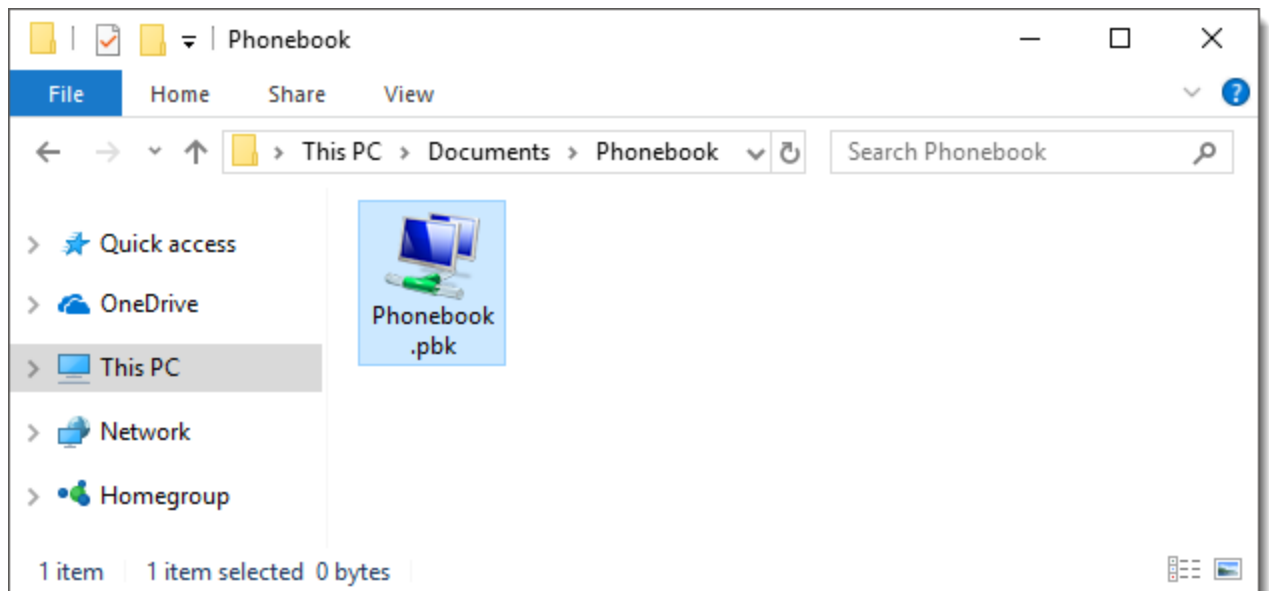 Phonebook
File Home Share View
This PC > Documents > Phonebook Search Phonebook
Quick access
OneDrive
This PC
Network
Homegroup
Phonebook
.pbk
1 item 1 item selected 0 bytes